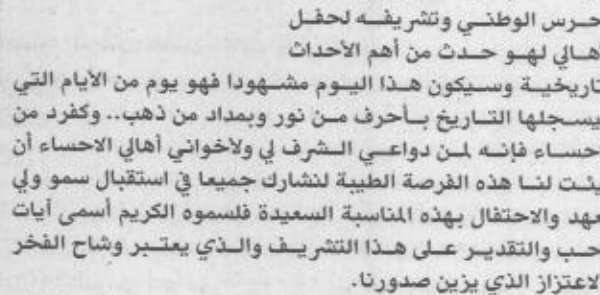 حرس الوطني وتشريفه لحفل
أهالي لهو حدث من أهم الأحداث
تاريخية وسيكون هذا اليوم مشهودا فهو يوم من الأيام التي
يسجلها التاريخ بأحرف من نور وبمداد من ذهب.. وكفرد من
حساء فإنه لمن دواعي الشرف لي ولاخواني أهالي الاحساء أن
يئت لنا هذه الفرصة الطيبة لنشارك جميعا في استقبال سمو ولي
عهد والاحتفال بهذه المناسبة السعيدة فلسموه الكريم أسمى آيات
حب والتقدير على هذا التشريف والذي يعتبر وشاح الفخر
لاعتزاز الذي يزين صدورنا.